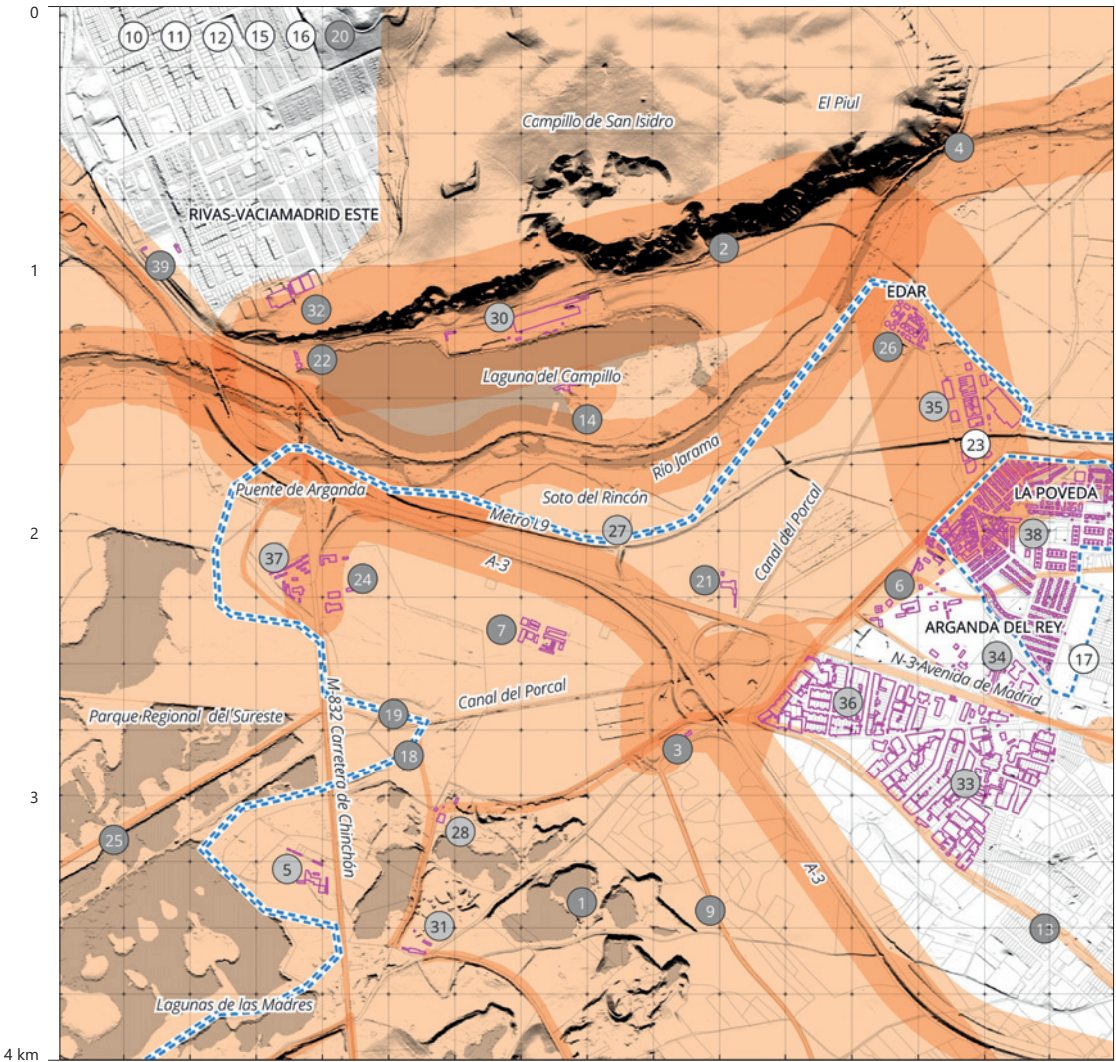 0
10 11 12 15 16 20
El Piul
Campillo de San Isidro
4
RIVAS-VACIAMADRID ESTE
2
1
39
EDAR
32
30
26
22
Laguna del Campillo
35
14
23
Río Jarama
Puente de Arganda
Soto del Rincón
LA POVEDA
Metro L9
27
Canal del Porcal
2
38
37
A-3
24
21
6
7
ARGANDA DEL REY
34
17
N-3 Avenida de Madrid
M-832 Carretera de Chinchón
Canal del Porcal
36
Parque Regional del Sureste
19
3
18
33
3
28
25
A-3
5
1
9
31
13
Lagunas de las Madres
4 km